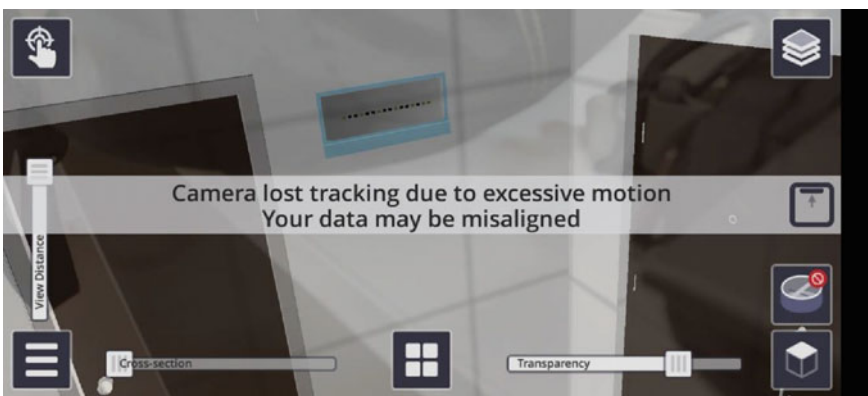 Camera lost tracking due to excessive motion
Your data may be misaligned
View Distance
Cross-section
Transparency